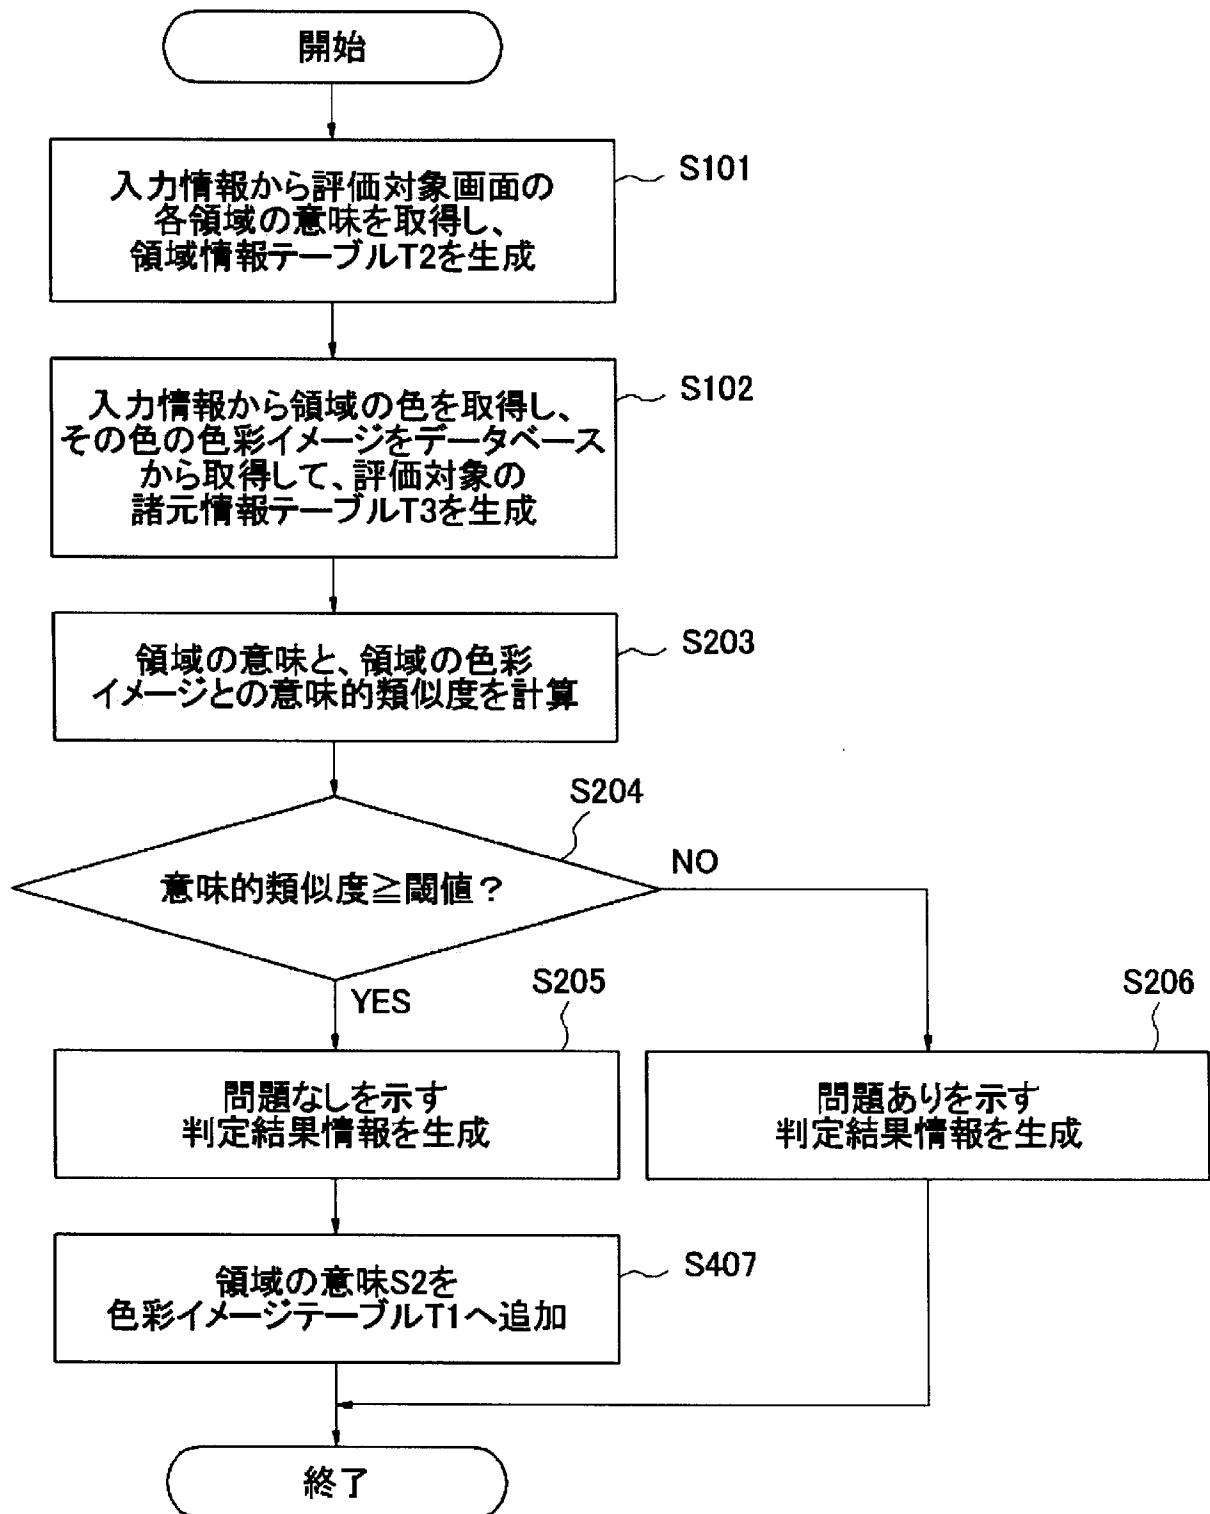 開始
入力情報から評価対象画面の
各領域の意味を取得し、
領域情報テーブルT2を生成
S101
入力情報から領域の色を取得し、
その色の色彩イメージをデータベース
から取得して、評価対象の
諸元情報テーブルT3を生成
S102
領域の意味と、領域の色彩
イメージとの意味的類似度を計算
S203
意味的類似度≧閾値?
S204
NO
YES
S205
問題なしを示す
判定結果情報を生成
S206
問題ありを示す
判定結果情報を生成
領域の意味S2を
色彩イメージテーブルT1へ追加
S407
終了